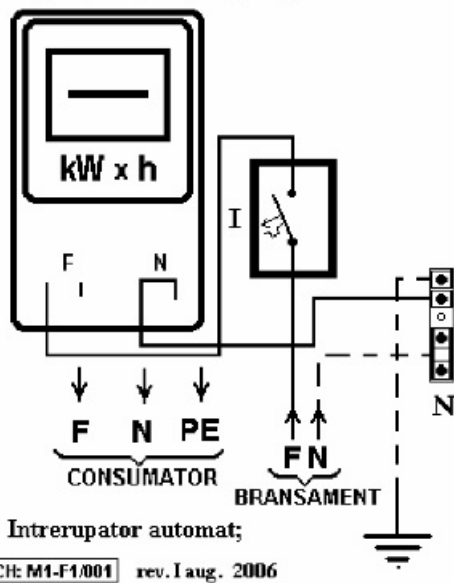 kW x h
F N
I
F N PE
CONSUMATOR
F N
BRANSAMENT
N
Intrerupator automat;
CH: M1-F1/001 rev. I aug. 2006